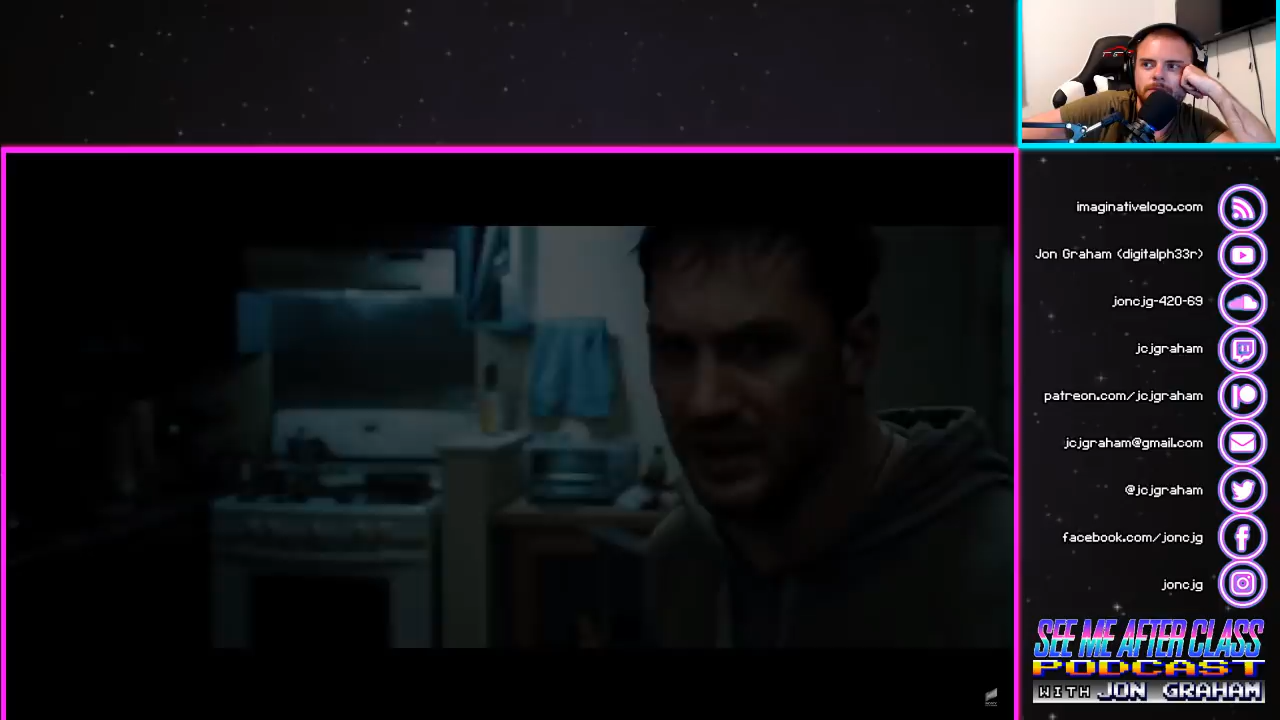 imaginativelogo.com
Jon Graham (digitalph33r)
joncjg-420-69
jcjgraham
patreon.com/jcjgraham
jcjgraham@gmail.com
@jcjgraham
facebook.com/joncjg
joncjg
SEE ME AFTER CLASS
PODCAST
WITH JON GRAHAM
SONY